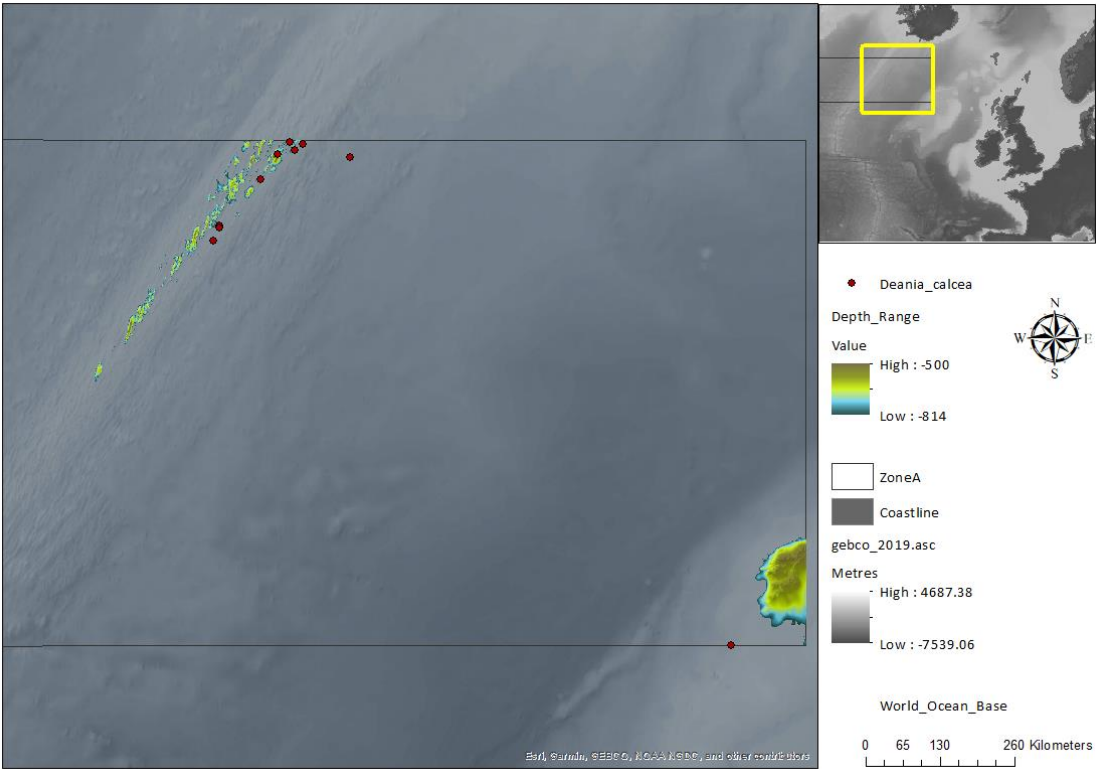 Deania_calcea
Depth_Range
Value
High : -500
Low : -814
ZoneA
Coastline
gebco_2019.asc
Metres
High : 4687.38
Low : -7539.06
World_Ocean_Base
N
W E
S
0 65 130 260 Kilometers
Esri, Garmin, GEBCO, NOAA NGDC, and other contributors